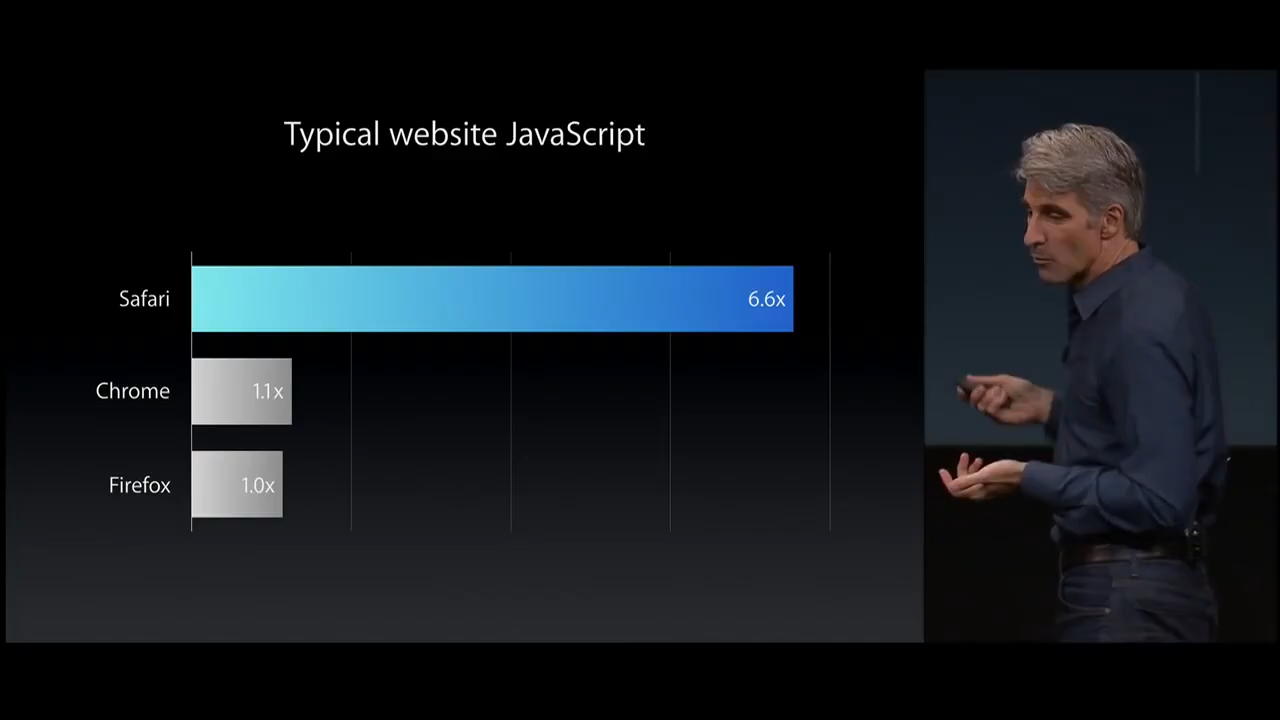 Typical website JavaScript
Safari
6.6x
Chrome
1.1x
Firefox
1.0x